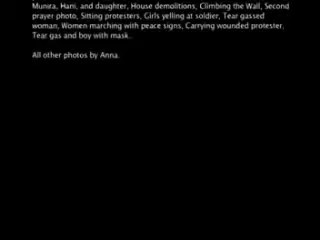 Munira, Hani, and daughter, House demolitions, Climbing the Wall, Second
prayer photo, Sitting protesters, Girls yelling at soldier, Tear gassed
woman, Women marching with peace signs, Carrying wounded protester.
Tear gas and boy with mask.
All other photos by Anna.